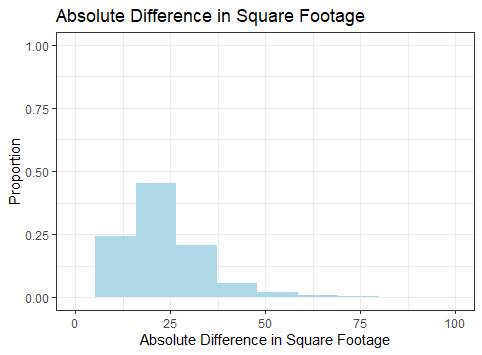 Absolute Difference in Square Footage
1.00
0.75
0.50
0.25
0.00
Proportion
0 25 50 75 100
Absolute Difference in Square Footage